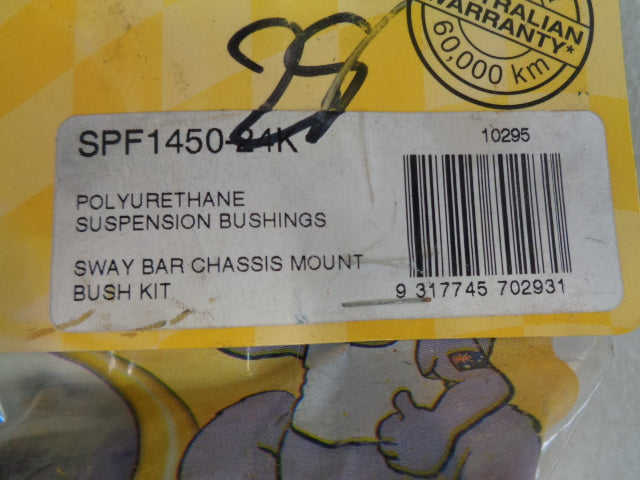 AUSTRALIAN
WARRANTY*
60,000 km
SPF1450-24K
10295
POLYURETHANE
SUSPENSION BUSHINGS
SWAY BAR CHASSIS MOUNT
BUSH KIT
9 317745 702931